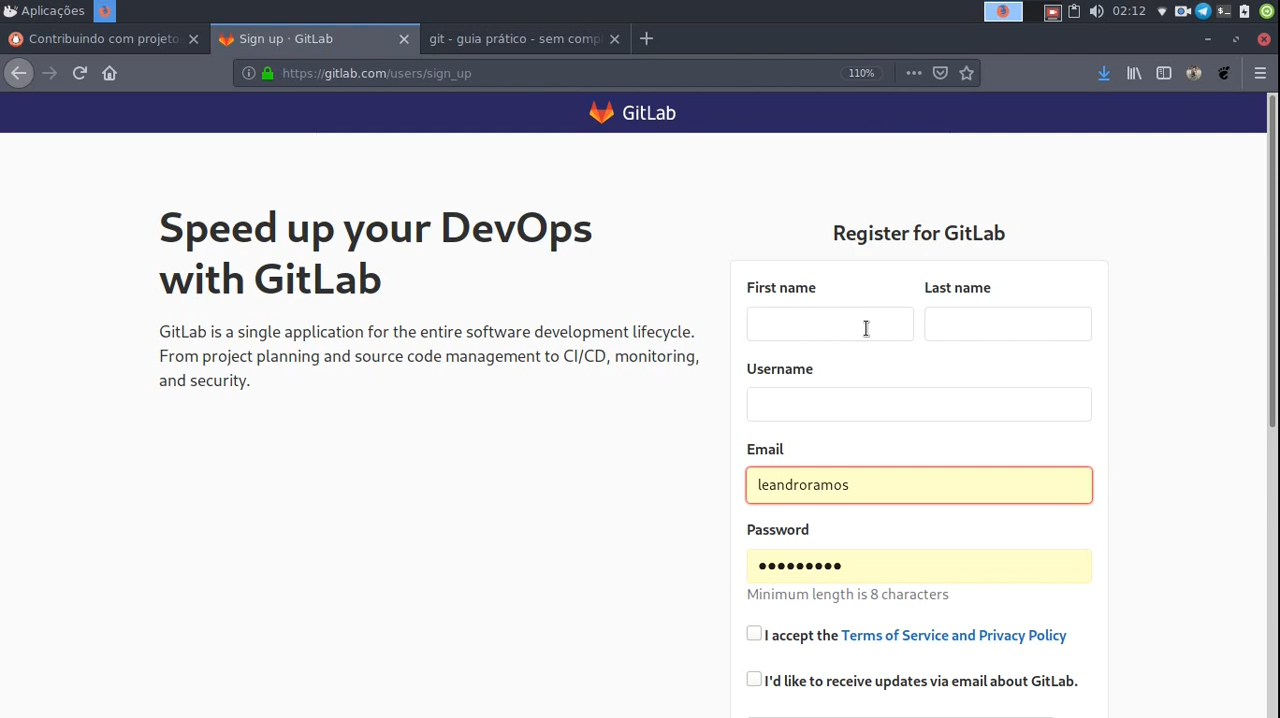 Aplicações
02:12
Contribuindo com projeto
Sign up · GitLab
git - guia prático - sem comp
https://gitlab.com/users/sign_up
110%
GitLab
Speed up your DevOps
with GitLab
GitLab is a single application for the entire software development lifecycle.
From project planning and source code management to CI/CD, monitoring,
and security.
Register for GitLab
First name
Last name
Username
Email
leandroramos
Password
•••••••••
Minimum length is 8 characters
I accept the Terms of Service and Privacy Policy
I'd like to receive updates via email about GitLab.